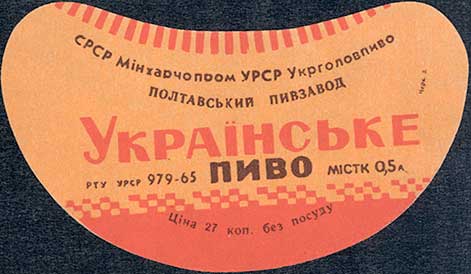 СРСР Мінхарчопром УРСР Укрголовпиво
ПОЛТАВСЬКИЙ ПИВЗАВОД
УКРАЇНСЬКЕ
ПИВО
РТУ УРСР 979-65
МІСТК 0,5 л
Ціна 27 коп. без посуду